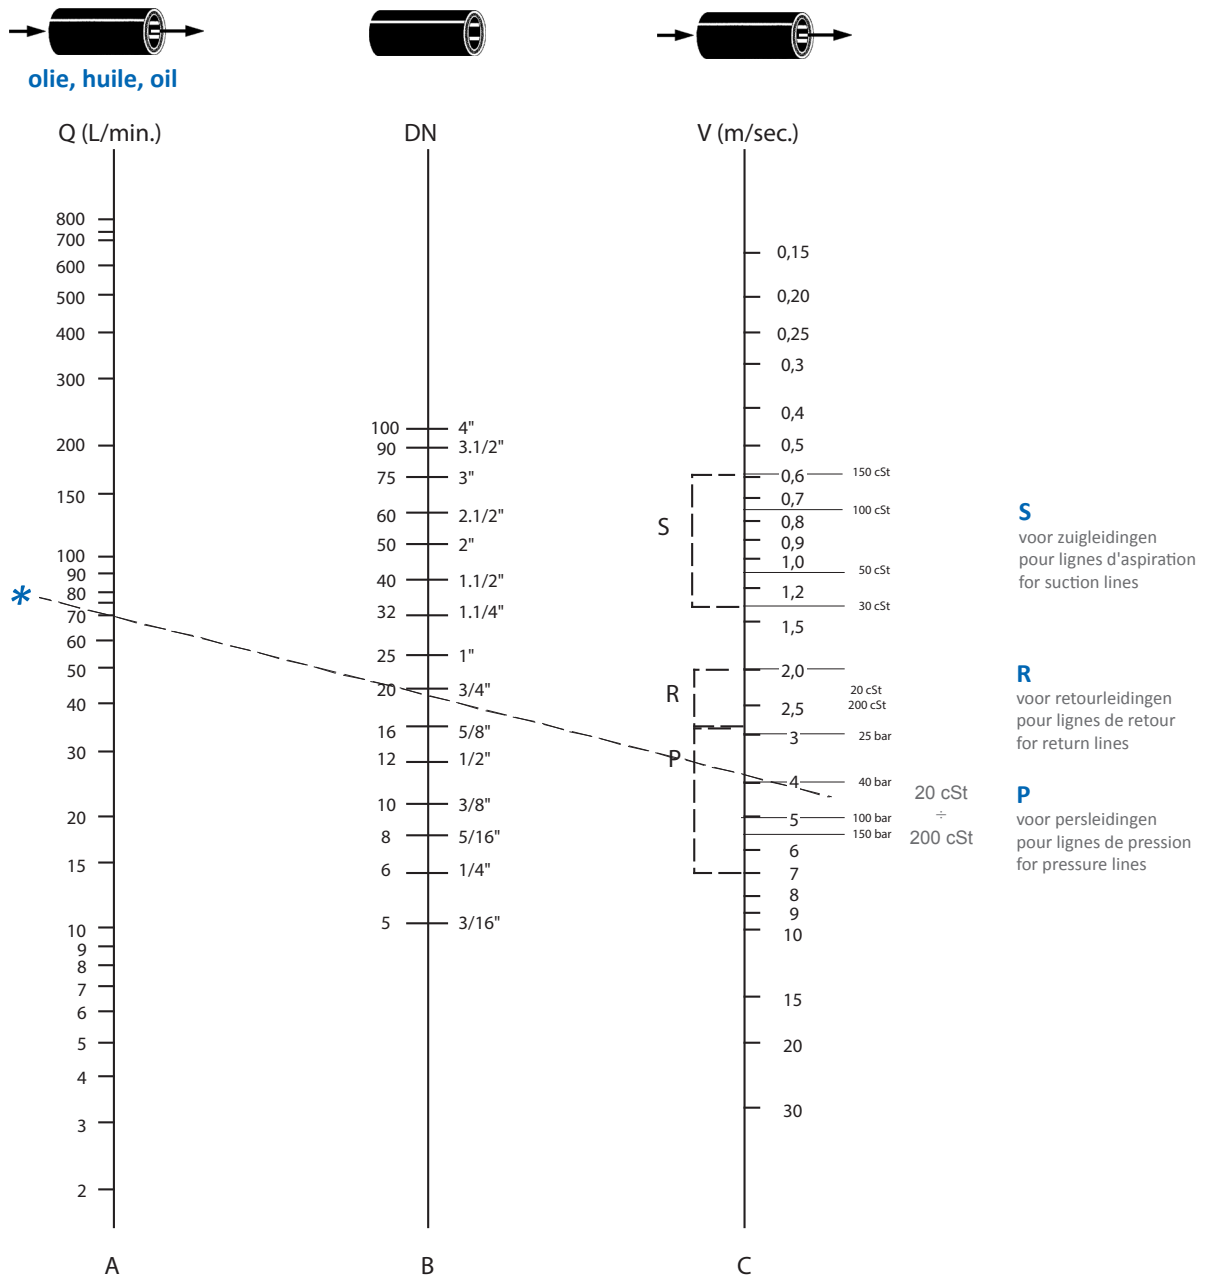 olie, huile, oil
Q (L/min.)
800
700
600
500
400
300
200
150
100
90
80
70
60
50
40
30
20
15
10
9
8
7
6
5
4
3
2
A
*
DN
100 4"
90 3.1/2"
75 3"
60 2.1/2"
50 2"
40 1.1/2"
32 1.1/4"
25 1"
20 3/4"
16 5/8"
12 1/2"
10 3/8"
8 5/16"
6 1/4"
5 3/16"
B
V (m/sec.)
0,15
0,20
0,25
0,3
0,4
0,5
0,6 150 cSt
0,7
100 cSt
0,8
0,9
1,0
50 cSt
1,2
30 cSt
1,5
2,0
20 cSt
2,5 200 cSt
3 25 bar
4 40 bar
5 100 bar
150 bar
6
7
8
9
10
15
20
30
C
S
R
P
20 cSt
÷
200 cSt
S
voor zuigleidingen
pour lignes d'aspiration
for suction lines
R
voor retourleidingen
pour lignes de retour
for return lines
P
voor persleidingen
pour lignes de pression
for pressure lines